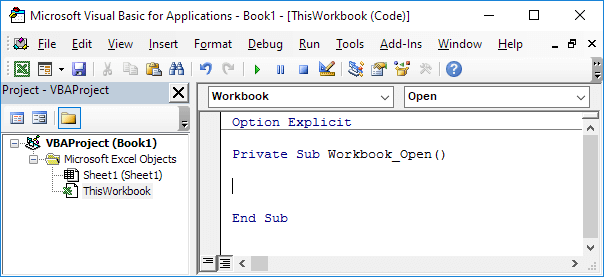 Microsoft Visual Basic for Applications - Book1 - [ThisWorkbook (Code)]
File Edit View Insert Format Debug Run Tools Add-Ins Window Help
Project - VBAProject
VBAProject (Book1)
Microsoft Excel Objects
Sheet1 (Sheet1)
ThisWorkbook
Workbook Open
Option Explicit
Private Sub Workbook_Open()
End Sub